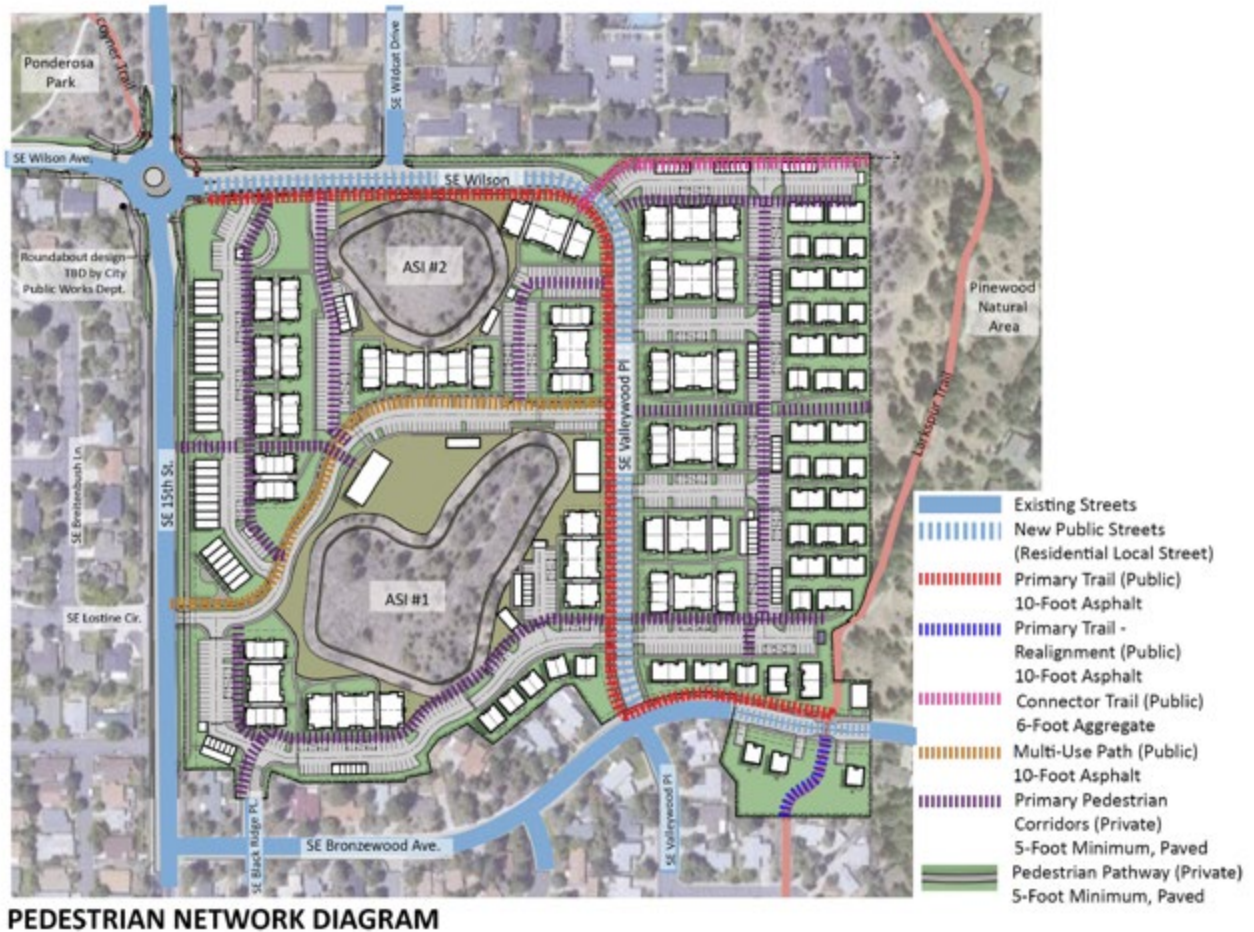 Coyner Trail
Ponderosa
Park
SE Wildcat Drive
SE Wilson Ave.
SE Wilson
ASI #2
Roundabout design
TBD by City
Public Works Dept.
Pinewood
Natural
Area
SE Valleywood Pl
Larkspur Trail
SE Breitenbush Ln
SE 15th St.
ASI #1
SE Lostine Cir.
SE Black Ridge Pl.
SE Bronzewood Ave.
SE Valleywood Pl
Existing Streets
New Public Streets
(Residential Local Street)
Primary Trail (Public)
10-Foot Asphalt
Primary Trail -
Realignment (Public)
10-Foot Asphalt
Connector Trail (Public)
6-Foot Aggregate
Multi-Use Path (Public)
10-Foot Asphalt
Primary Pedestrian
Corridors (Private)
5-Foot Minimum, Paved
Pedestrian Pathway (Private)
5-Foot Minimum, Paved
PEDESTRIAN NETWORK DIAGRAM